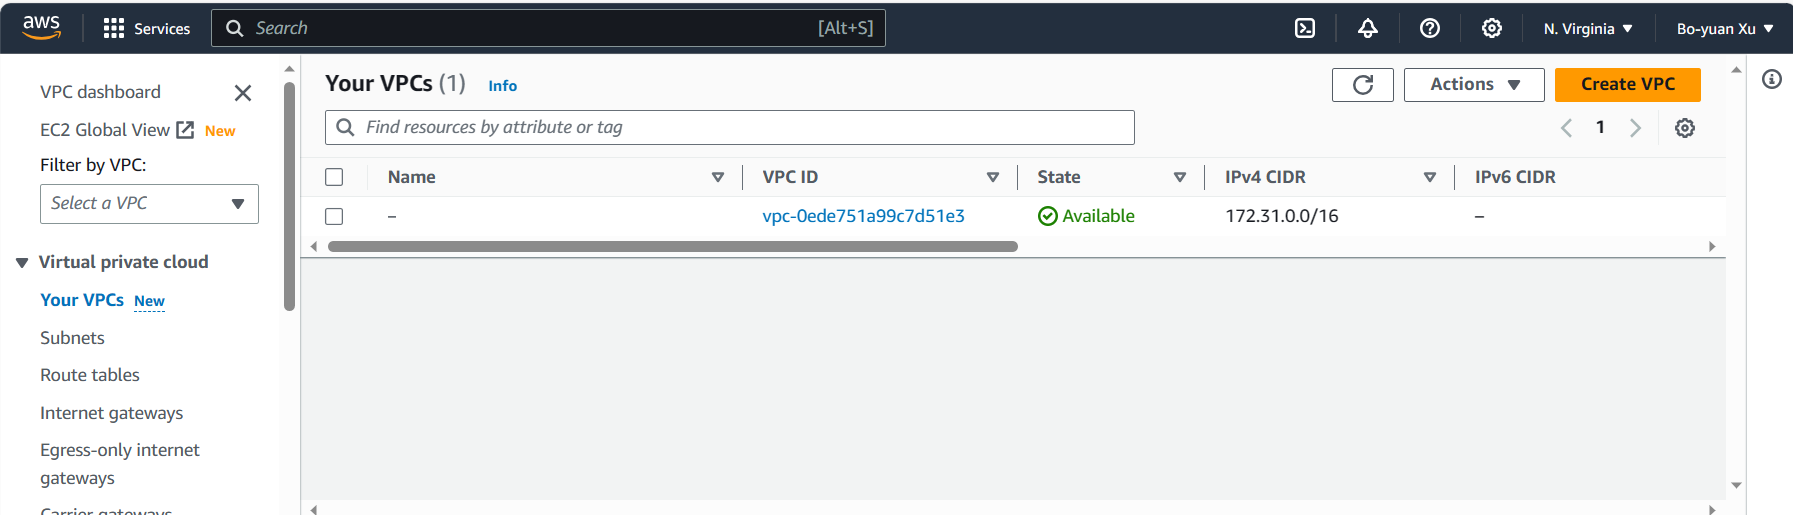 aws
Services
Search [Alt+S]
N. Virginia
Bo-yuan Xu
VPC dashboard
EC2 Global View New
Filter by VPC:
Select a VPC
Virtual private cloud
Your VPCs New
Subnets
Route tables
Internet gateways
Egress-only internet
gateways
Carrier gateways
Your VPCs (1) Info
Actions
Create VPC
Find resources by attribute or tag
1
Name VPC ID State IPv4 CIDR IPv6 CIDR
– vpc-0ede751a99c7d51e3 Available 172.31.0.0/16 –